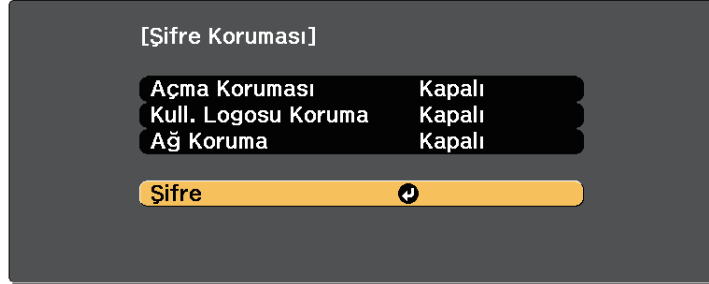 [Şifre Koruması]
Açma Koruması Kapalı
Kull. Logosu Koruma Kapalı
Ağ Koruma Kapalı
Şifre